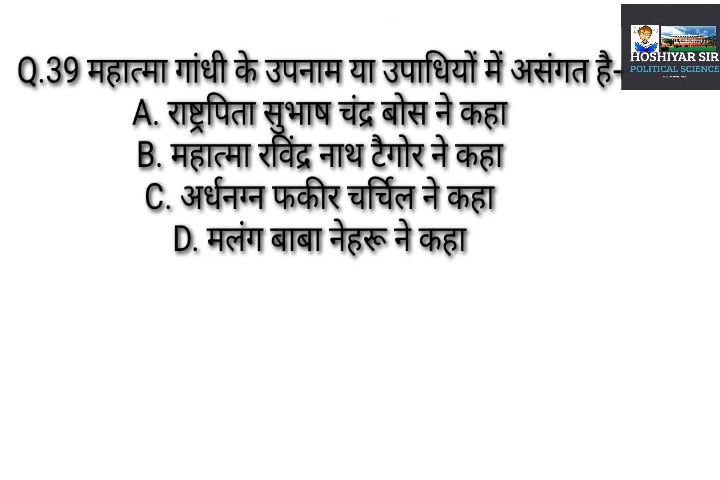 HOSHIYAR SIR
POLITICAL SCIENCE
Q.39 महात्मा गांधी के उपनाम या उपाधियों में असंगत है-
A. राष्ट्रपिता सुभाष चंद्र बोस ने कहा
B. महात्मा रविंद्र नाथ टैगोर ने कहा
C. अर्धनग्न फकीर चर्चिल ने कहा
D. मलंग बाबा नेहरू ने कहा